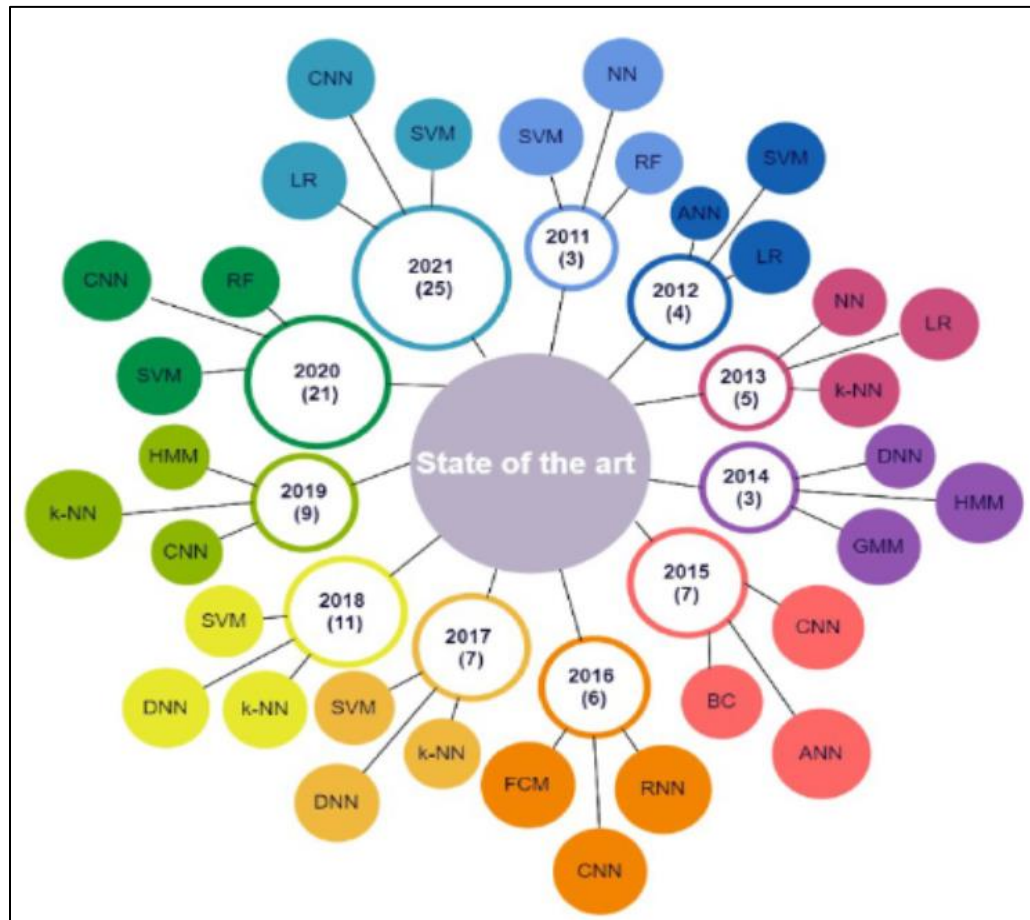 State of the art
2011
(3)
SVM
NN
RF
2012
(4)
ANN
SVM
LR
2013
(5)
NN
LR
k-NN
2014
(3)
DNN
HMM
GMM
2015
(7)
CNN
ANN
BC
2016
(6)
RNN
CNN
FCM
2017
(7)
k-NN
DNN
SVM
2018
(11)
k-NN
DNN
SVM
2019
(9)
CNN
k-NN
HMM
2020
(21)
SVM
CNN
RF
2021
(25)
LR
CNN
SVM